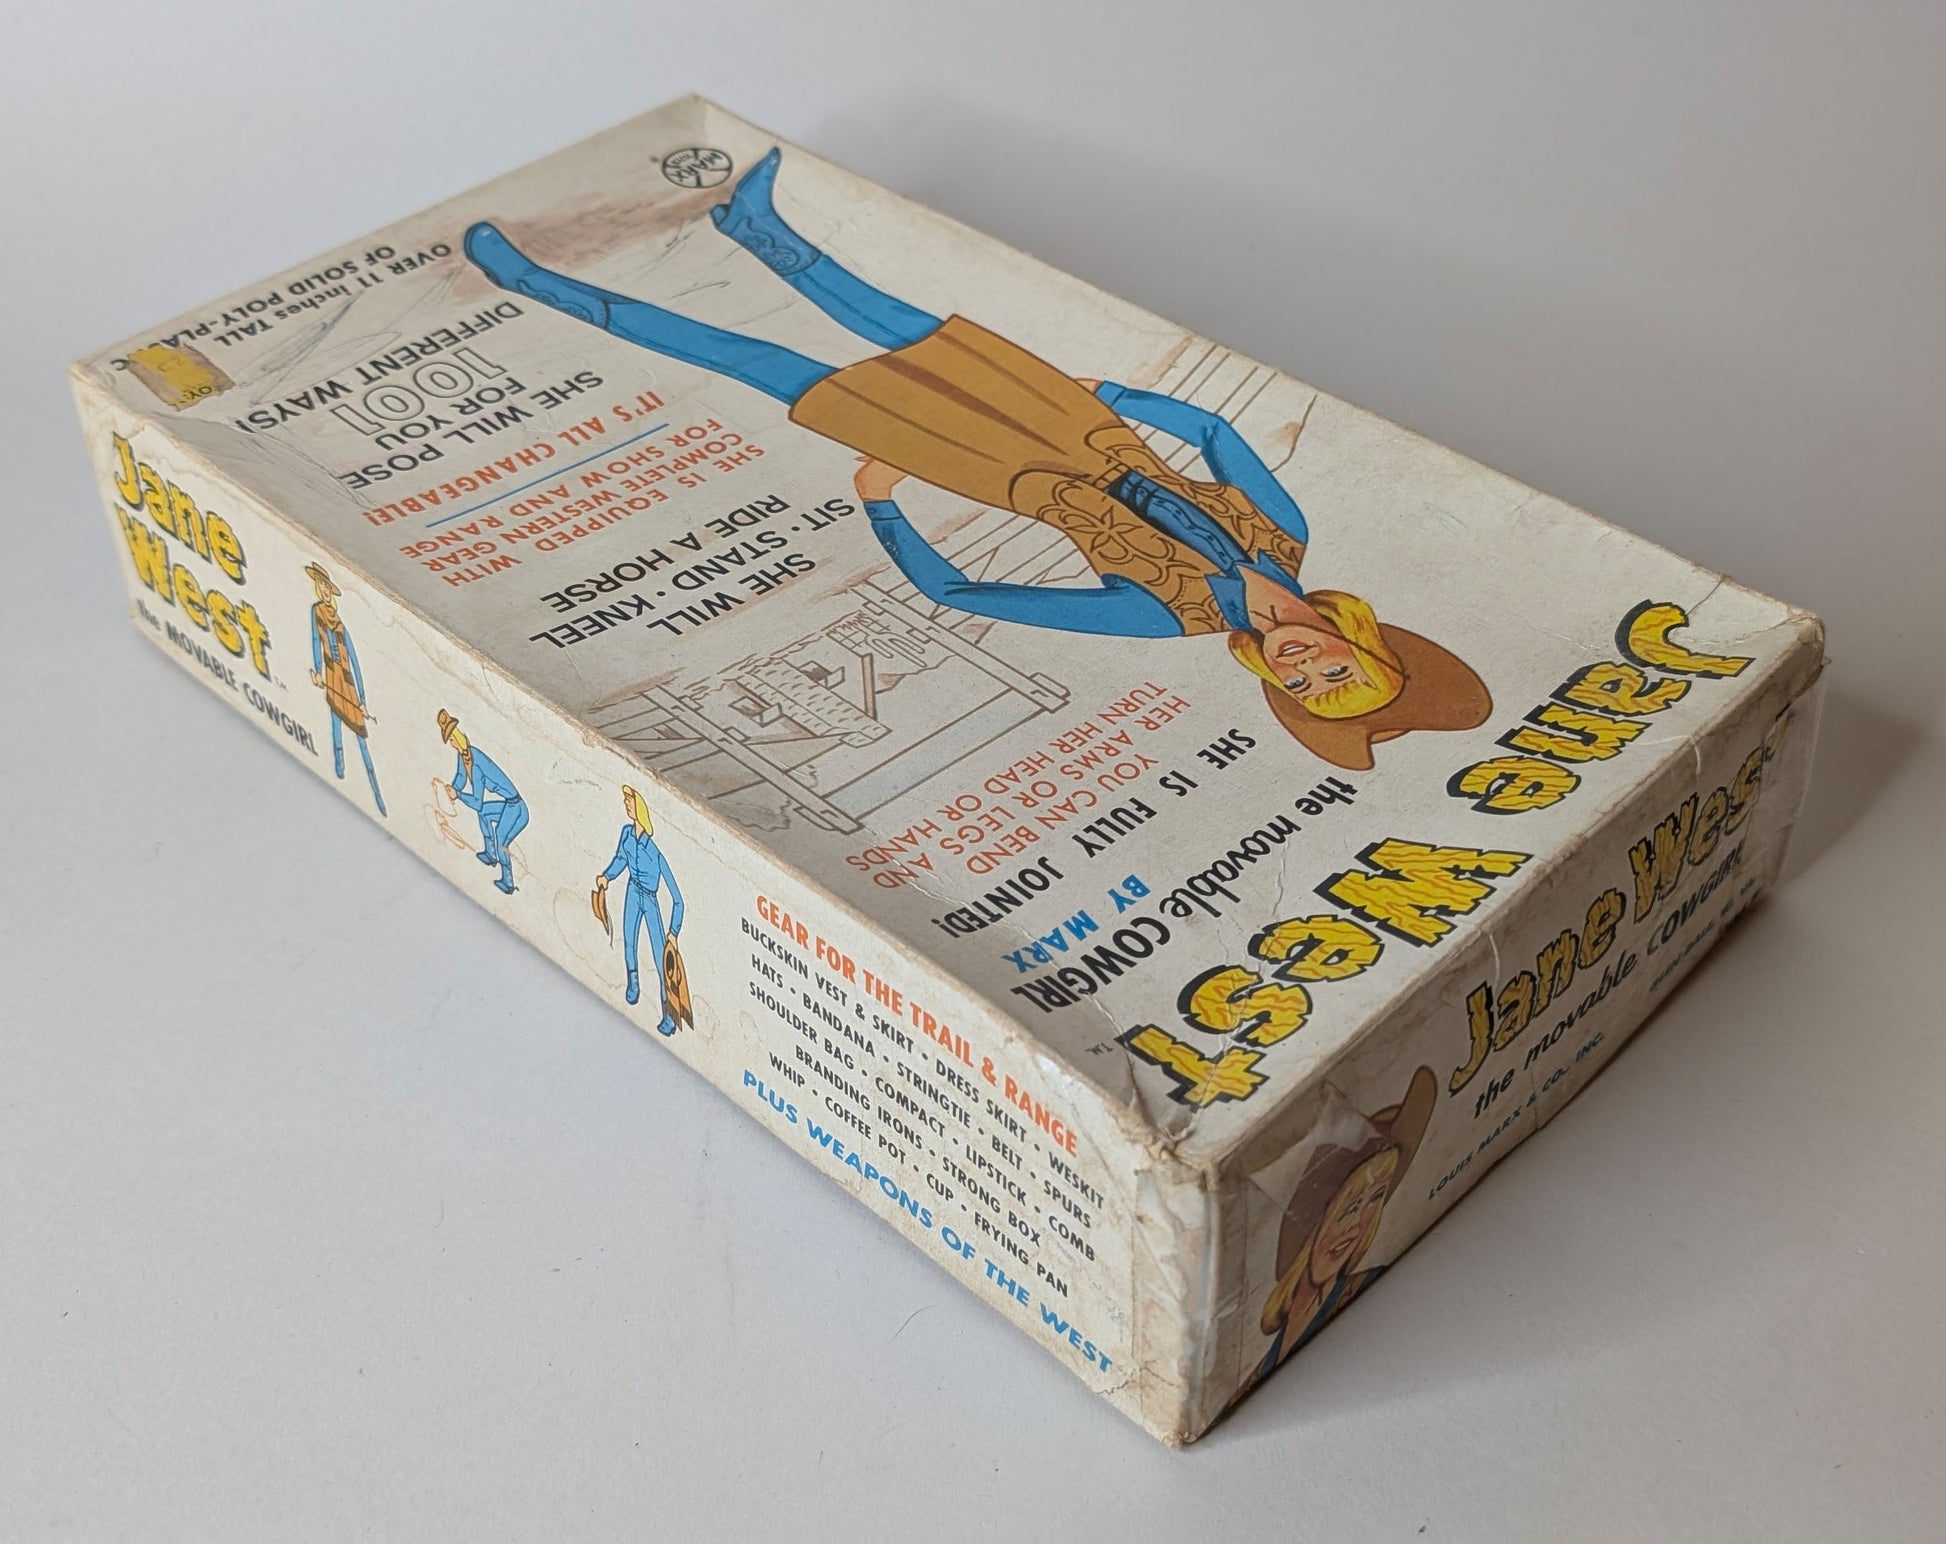 Jane West
T.M.
the movable COWGIRL
BY MARX
SHE IS FULLY JOINTED!
YOU CAN BEND
HER ARMS OR LEGS AND
TURN HER HEAD OR HANDS
SHE WILL
SIT • STAND • KNEEL
RIDE A HORSE
SHE IS EQUIPPED WITH
COMPLETE WESTERN GEAR
FOR SHOW AND RANGE
IT'S ALL CHANGEABLE!
SHE WILL POSE
FOR YOU
1001
DIFFERENT WAYS!
OVER 11 inches TALL
OF SOLID POLY-PLASTIC
MARX
TOYS
Jane
West
T.M.
the MOVABLE COWGIRL
GEAR FOR THE TRAIL & RANGE
BUCKSKIN VEST & SKIRT • DRESS SKIRT • WESKIT
HATS • BANDANA • STRINGTIE • BELT • SPURS
SHOULDER BAG • COMPACT • LIPSTICK • COMB
BRANDING IRONS • STRONG BOX
WHIP • COFFEE POT • CUP • FRYING PAN
PLUS WEAPONS OF THE WEST
Jane West
the movable COWGIRL
LOUIS MARX & CO., INC.
GLEN DALE, W. VA.